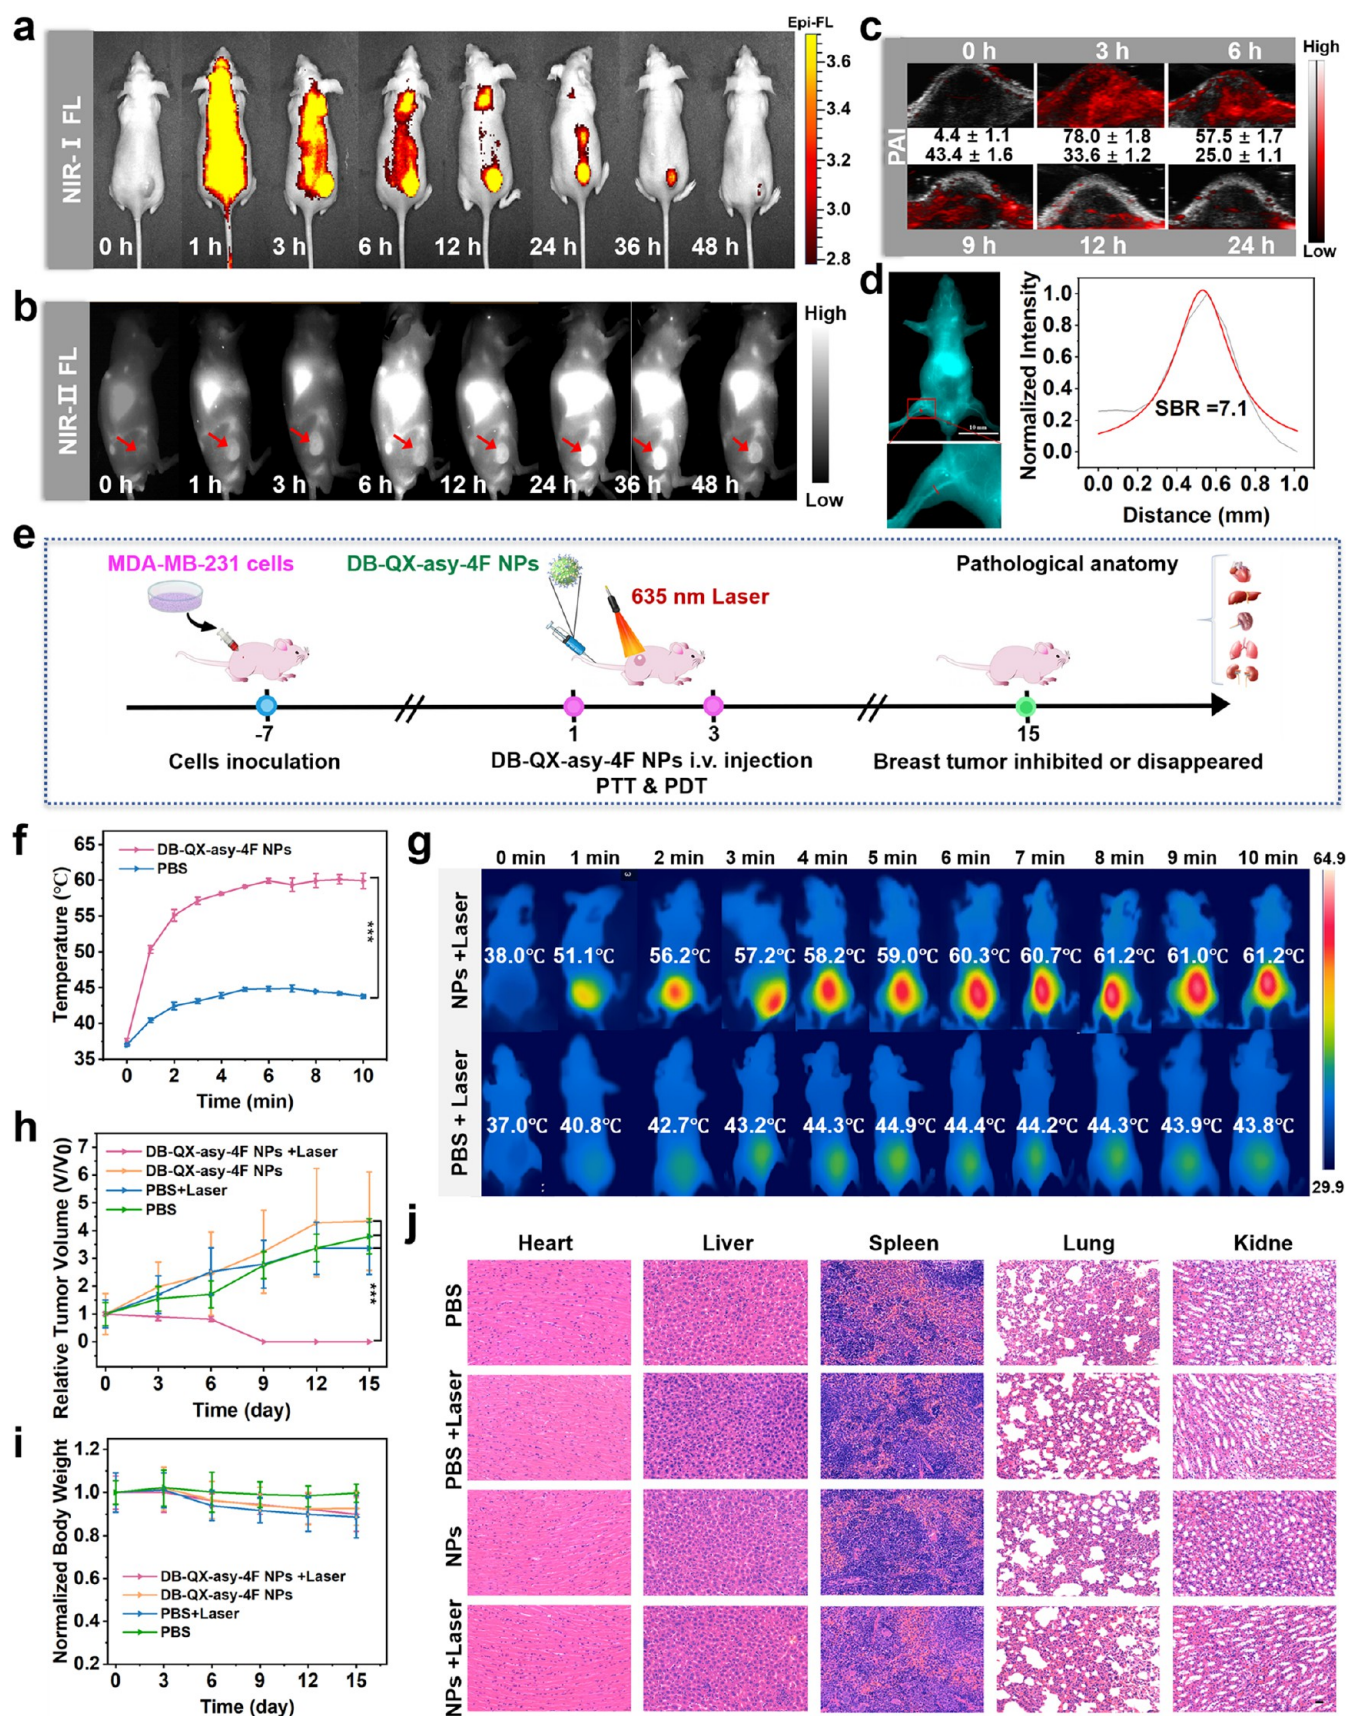 a
NIR-I FL
0 h 1 h 3 h 6 h 12 h 24 h 36 h 48 h
Epi-FL
3.6
3.4
3.2
3.0
2.8
b
NIR-II FL
0 h 1 h 3 h 6 h 12 h 24 h 36 h 48 h
High
Low
c
PAI
0 h 3 h 6 h
4.4 ± 1.1 78.0 ± 1.8 57.5 ± 1.7
43.4 ± 1.6 33.6 ± 1.2 25.0 ± 1.1
9 h 12 h 24 h
High
Low
d
10 mm
Normalized Intensity
1.0
0.8
0.6
0.4
0.2
0.0
SBR =7.1
0.0 0.2 0.4 0.6 0.8 1.0
Distance (mm)
e
MDA-MB-231 cells
DB-QX-asy-4F NPs
635 nm Laser
Pathological anatomy
-7 1 3 15
Cells inoculation
DB-QX-asy-4F NPs i.v. injection
PTT & PDT
Breast tumor inhibited or disappeared
f
Temperature (°C)
65
60
55
50
45
40
35
DB-QX-asy-4F NPs
PBS
***
0 2 4 6 8 10
Time (min)
g
0 min 1 min 2 min 3 min 4 min 5 min 6 min 7 min 8 min 9 min 10 min
64.9
NPs +Laser
38.0°C 51.1°C 56.2°C 57.2°C 58.2°C 59.0°C 60.3°C 60.7°C 61.2°C 61.0°C 61.2°C
PBS + Laser
37.0°C 40.8°C 42.7°C 43.2°C 44.3°C 44.9°C 44.4°C 44.2°C 44.3°C 43.9°C 43.8°C
29.9
h
Relative Tumor Volume (V/V0)
7
6
5
4
3
2
1
0
DB-QX-asy-4F NPs +Laser
DB-QX-asy-4F NPs
PBS+Laser
PBS
***
0 3 6 9 12 15
Time (day)
i
Normalized Body Weight
1.2
1.0
0.8
0.6
0.4
0.2
DB-QX-asy-4F NPs +Laser
DB-QX-asy-4F NPs
PBS+Laser
PBS
0 3 6 9 12 15
Time (day)
j
Heart Liver Spleen Lung Kidne
PBS
PBS +Laser
NPs
NPs +Laser